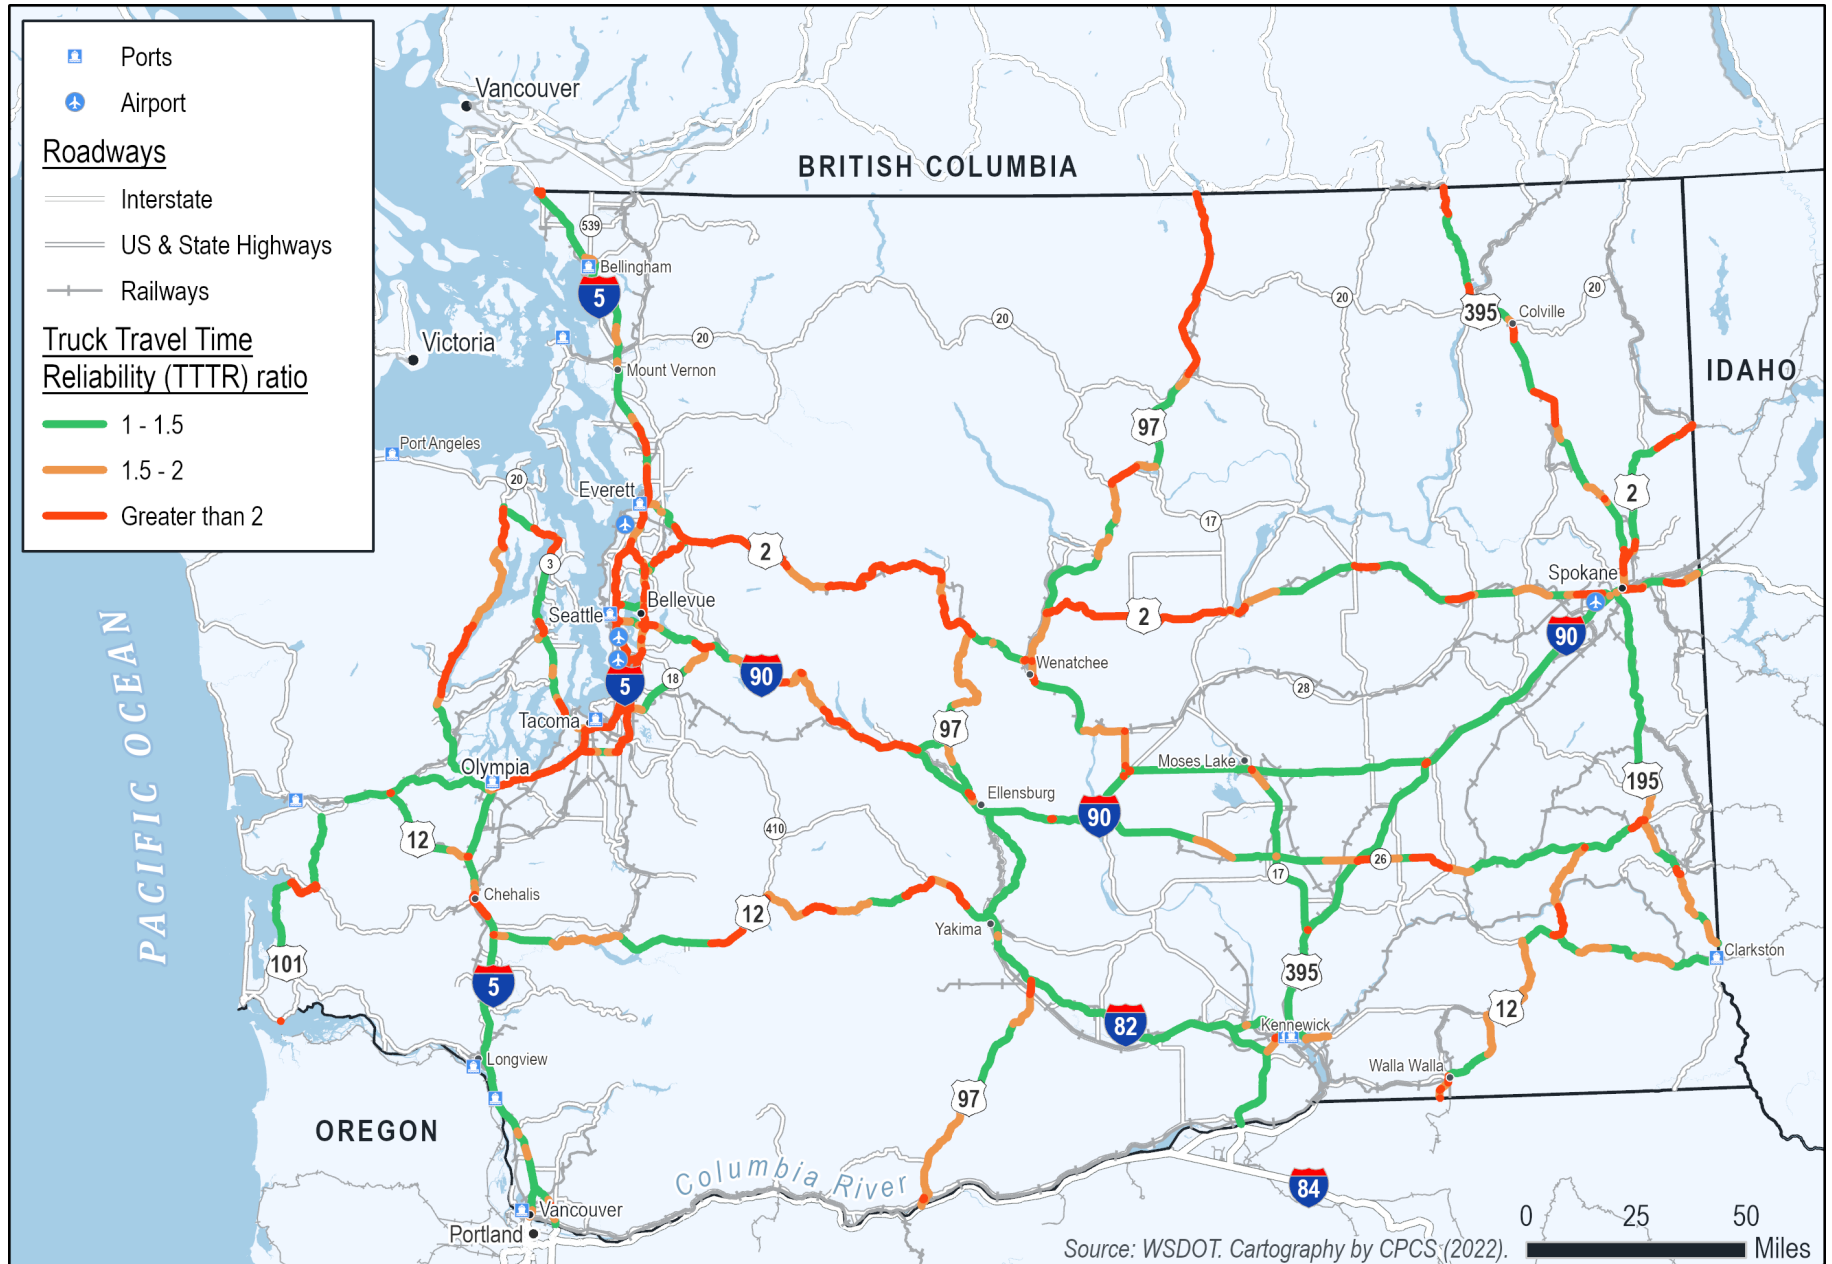 Ports
Airport
Roadways
Interstate
US & State Highways
Railways
Truck Travel Time
Reliability (TTTR) ratio
1 - 1.5
1.5 - 2
Greater than 2
Vancouver
BRITISH COLUMBIA
539
Bellingham
5
395
20
Colville
20
20
20
Victoria
Mount Vernon
IDAHO
97
Port Angeles
20
Everett
2
17
2
3
Spokane
Seattle
Bellevue
2
90
PACIFIC OCEAN
Wenatchee
5
18
90
28
Tacoma
97
Olympia
Moses Lake
195
Ellensburg
90
12
410
26
17
Chehalis
12
Yakima
Clarkston
101
395
5
12
82
Kennewick
Longview
Walla Walla
97
OREGON
Columbia River
84
Vancouver
Portland
0 25 50
Miles
Source: WSDOT. Cartography by CPCS (2022).